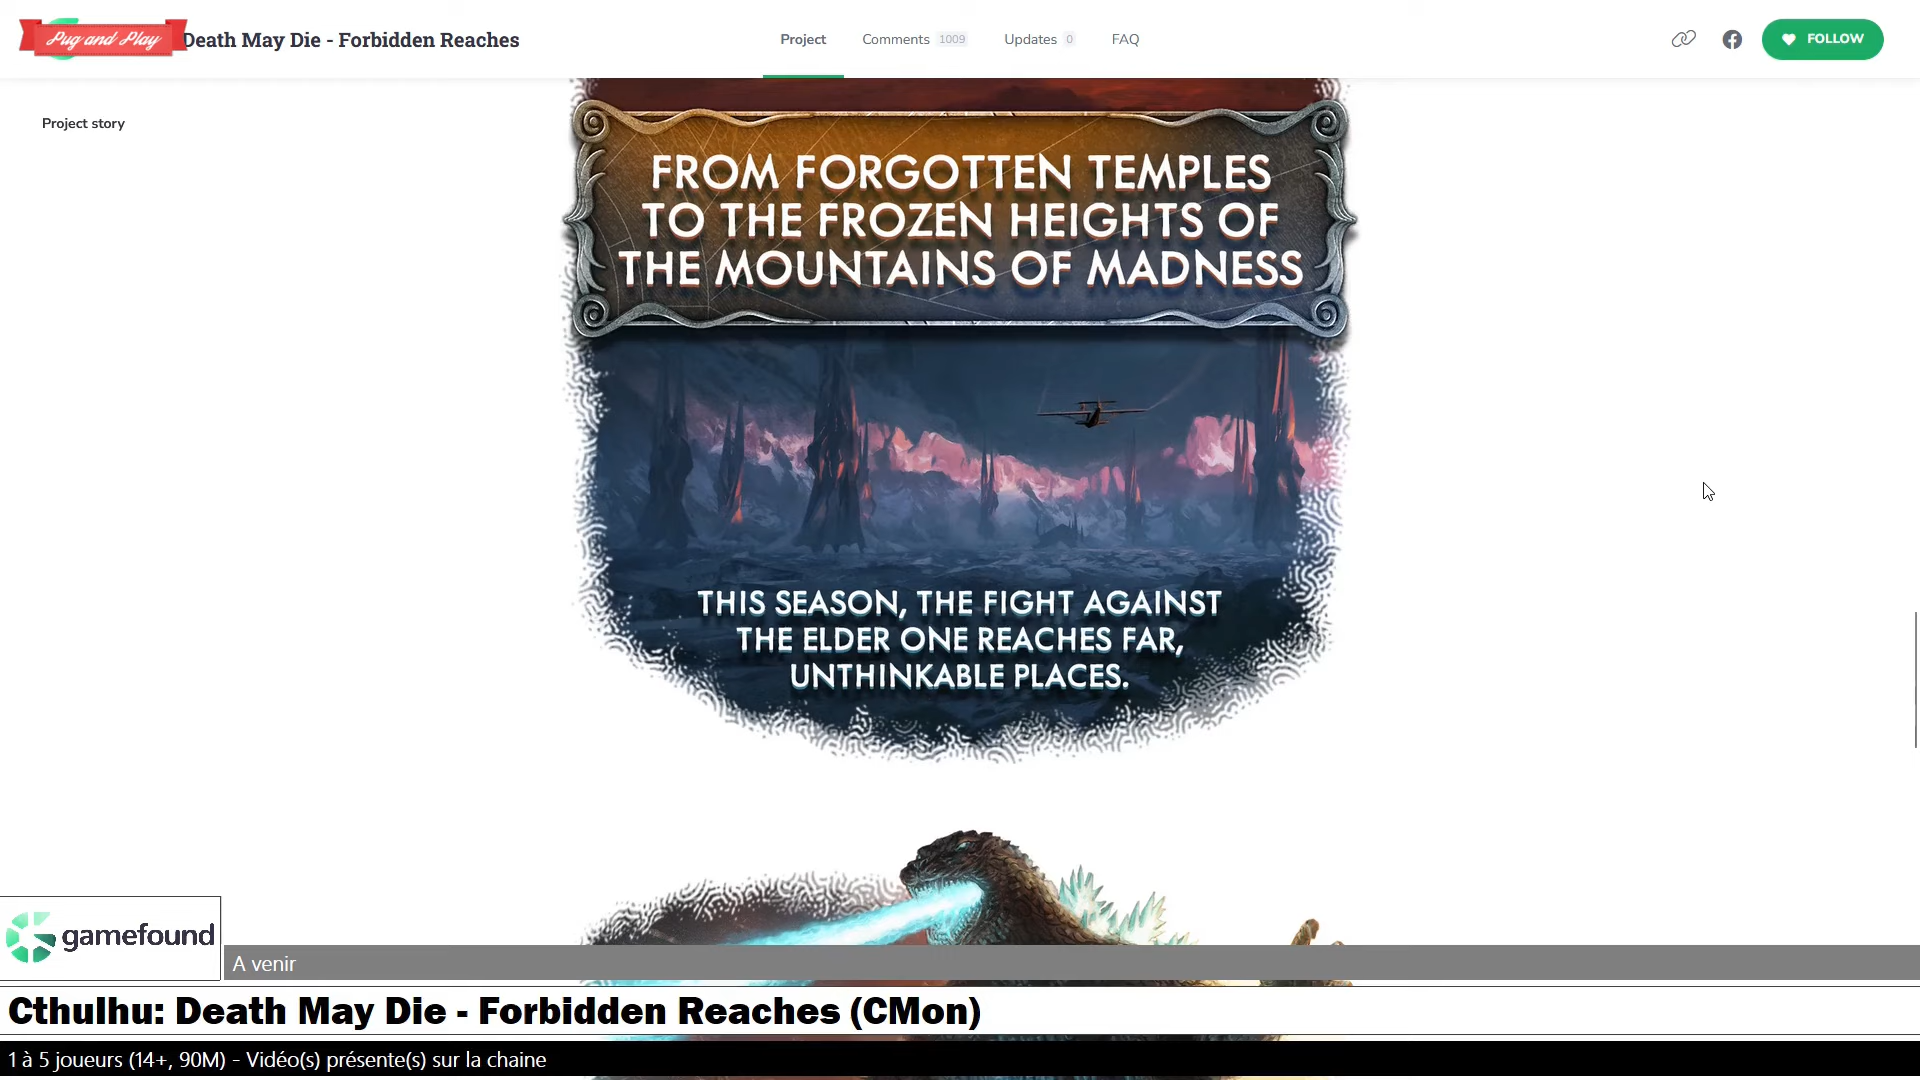 Pug and Play
Death May Die - Forbidden Reaches
Project
Comments 1009
Updates 0
FAQ
FOLLOW
Project story
FROM FORGOTTEN TEMPLES
TO THE FROZEN HEIGHTS OF
THE MOUNTAINS OF MADNESS
THIS SEASON, THE FIGHT AGAINST
THE ELDER ONE REACHES FAR,
UNTHINKABLE PLACES.
gamefound
A venir
Cthulhu: Death May Die - Forbidden Reaches (CMon)
1 à 5 joueurs (14+, 90M) - Vidéo(s) présente(s) sur la chaine